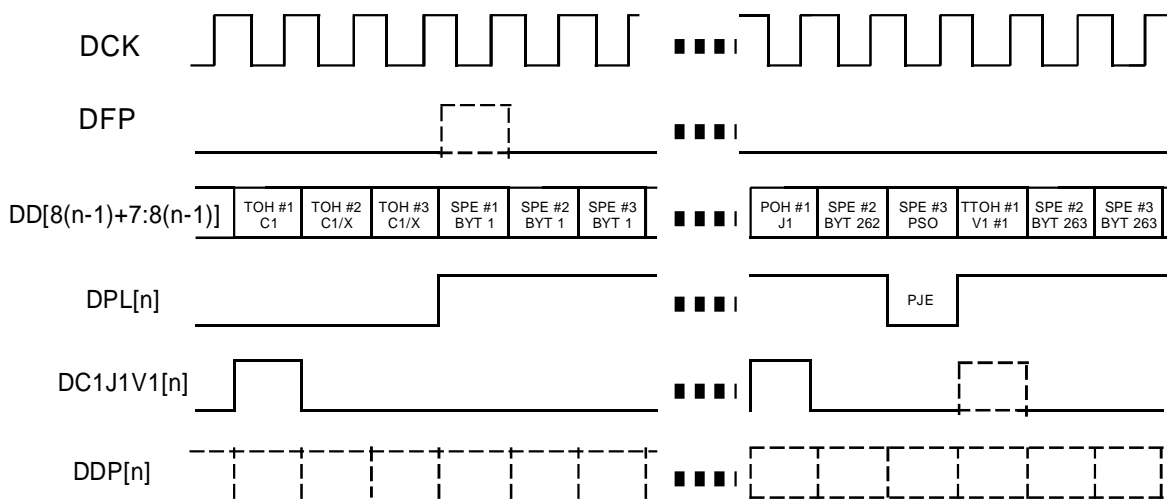 DCK
DFP
DD[8(n-1)+7:8(n-1)]
TOH #1
C1
TOH #2
C1/X
TOH #3
C1/X
SPE #1
BYT 1
SPE #2
BYT 1
SPE #3
BYT 1
POH #1
J1
SPE #2
BYT 262
SPE #3
PSO
TTOH #1
V1 #1
SPE #2
BYT 263
SPE #3
BYT 263
DPL[n]
PJE
DC1J1V1[n]
DDP[n]